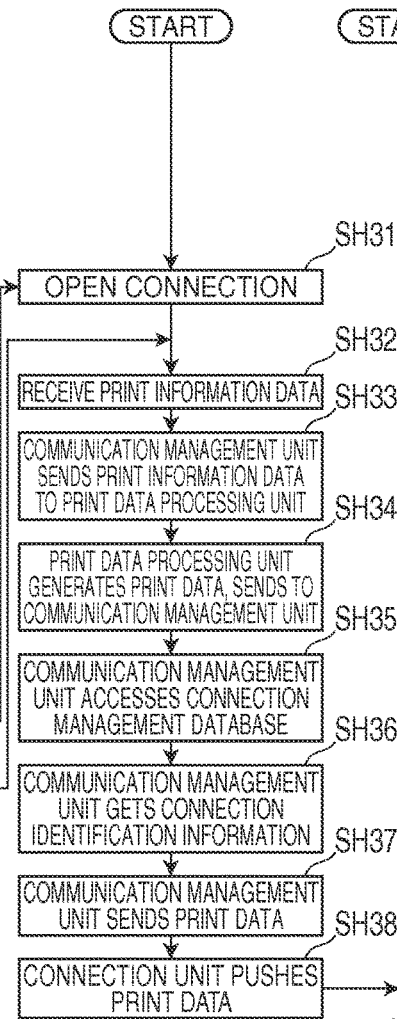 START
STA
SH31
OPEN CONNECTION
SH32
RECEIVE PRINT INFORMATION DATA
SH33
COMMUNICATION MANAGEMENT UNIT
SENDS PRINT INFORMATION DATA
TO PRINT DATA PROCESSING UNIT
SH34
PRINT DATA PROCESSING UNIT
GENERATES PRINT DATA, SENDS TO
COMMUNICATION MANAGEMENT UNIT
SH35
COMMUNICATION MANAGEMENT
UNIT ACCESSES CONNECTION
MANAGEMENT DATABASE
SH36
COMMUNICATION MANAGEMENT
UNIT GETS CONNECTION
IDENTIFICATION INFORMATION
SH37
COMMUNICATION MANAGEMENT
UNIT SENDS PRINT DATA
SH38
CONNECTION UNIT PUSHES
PRINT DATA